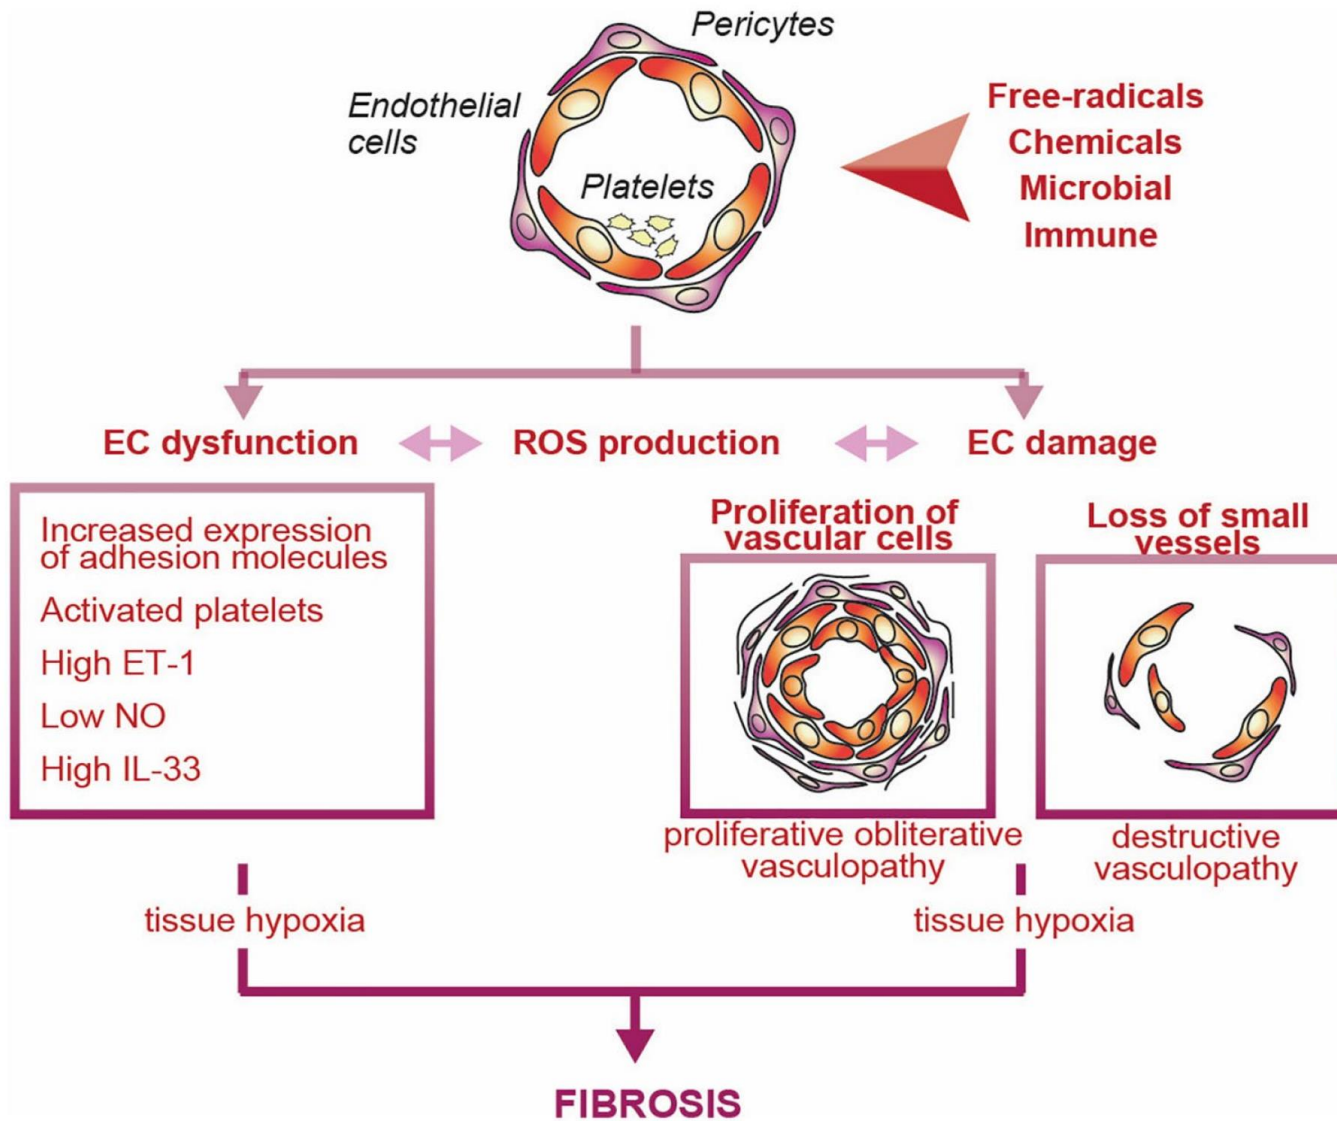 Pericytes
Endothelial
cells
Platelets
Free-radicals
Chemicals
Microbial
Immune
EC dysfunction
ROS production
EC damage
Increased expression
of adhesion molecules
Activated platelets
High ET-1
Low NO
High IL-33
Proliferation of
vascular cells
Loss of small
vessels
proliferative obliterative
vasculopathy
destructive
vasculopathy
tissue hypoxia
tissue hypoxia
FIBROSIS